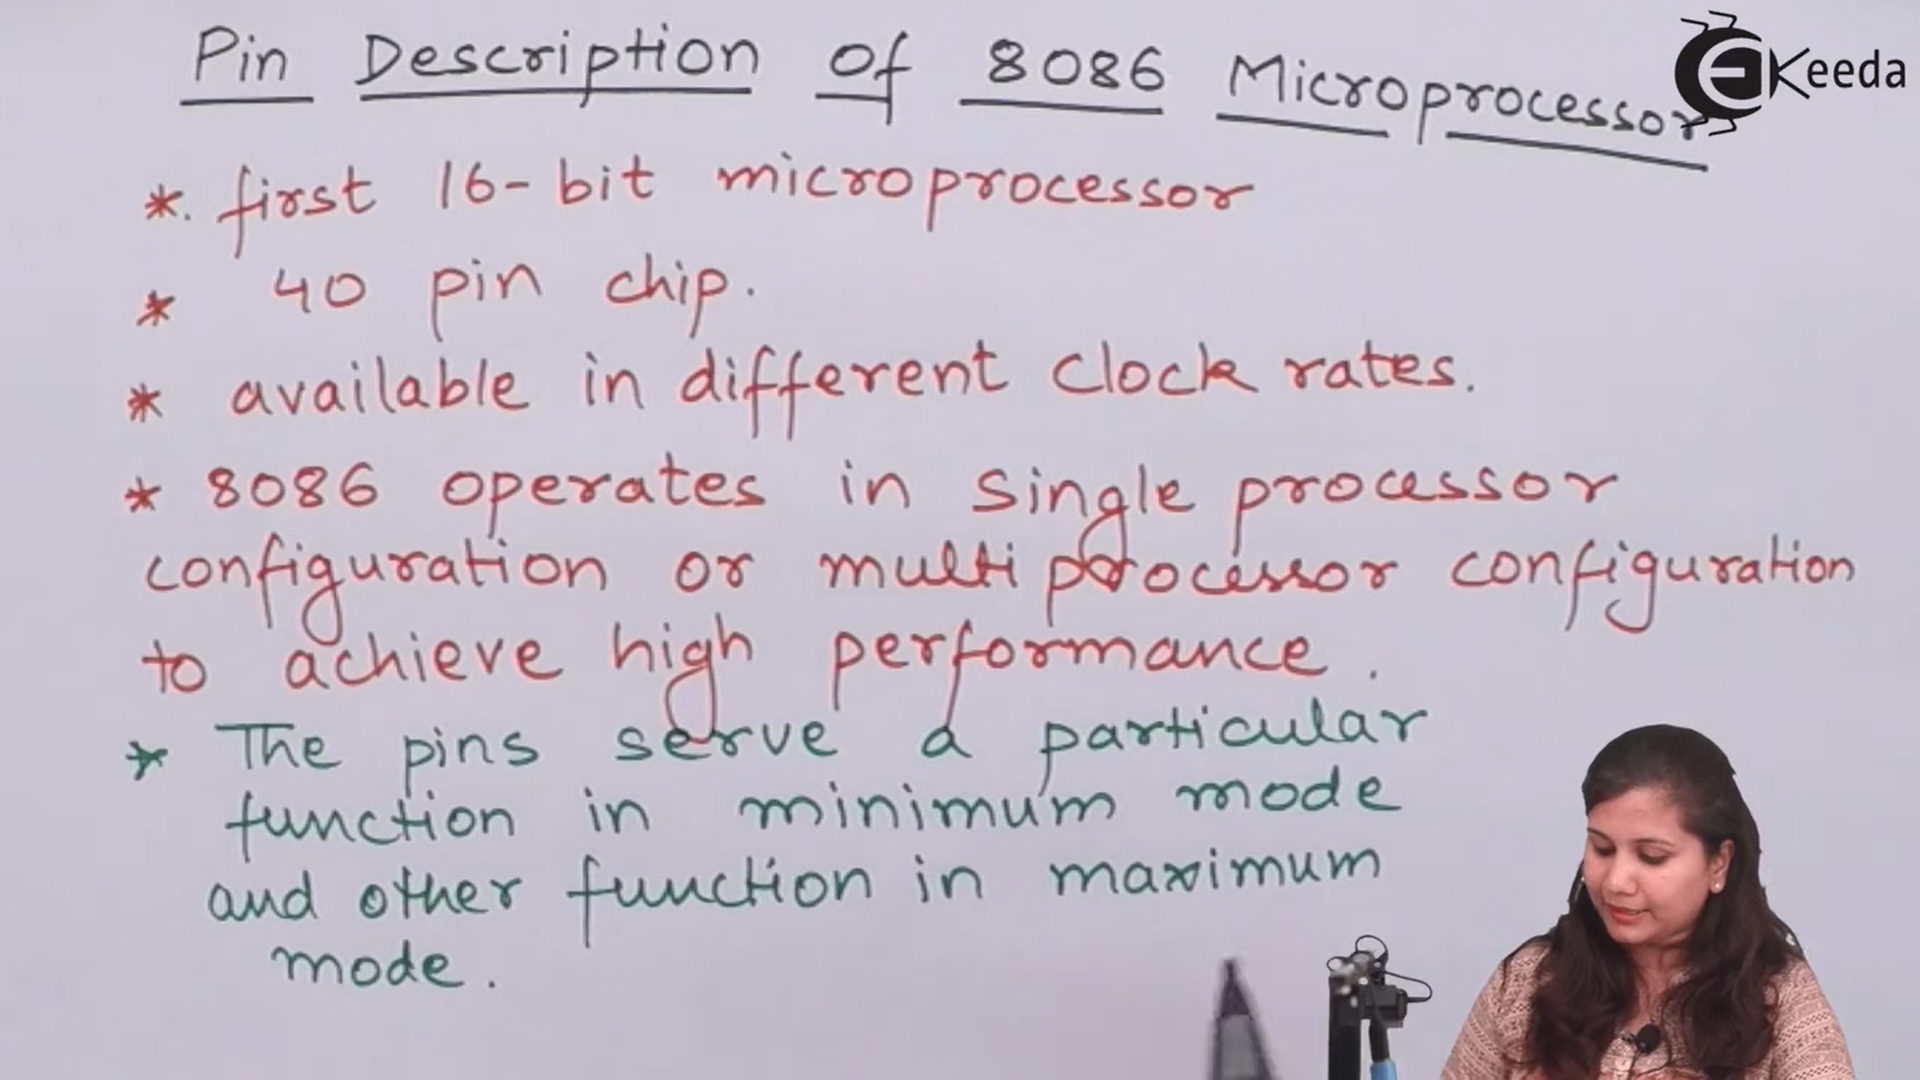 Pin Description of 8086 Microprocessor
EKeeda
*. first 16-bit microprocessor
* 40 pin chip.
* available in different clock rates.
* 8086 operates in single processor
configuration or multi processor configuration
to achieve high performance.
* The pins serve a particular
function in minimum mode
and other function in maximum
mode.